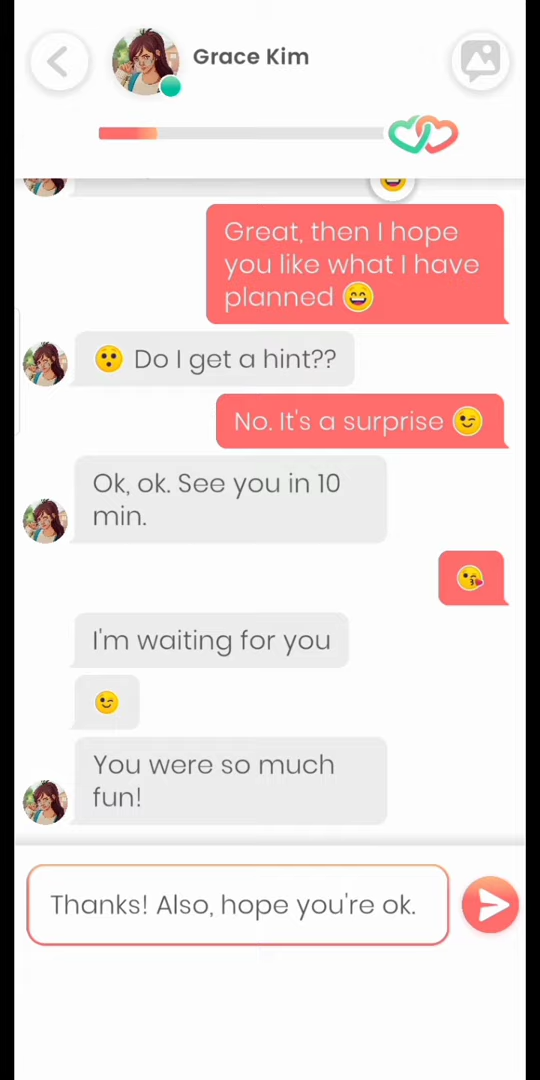 Grace Kim
Great, then I hope
you like what I have
planned 😄
😯 Do I get a hint??
No. It's a surprise 😉
Ok, ok. See you in 10
min.
😘
I'm waiting for you
😉
You were so much
fun!
Thanks! Also, hope you're ok.